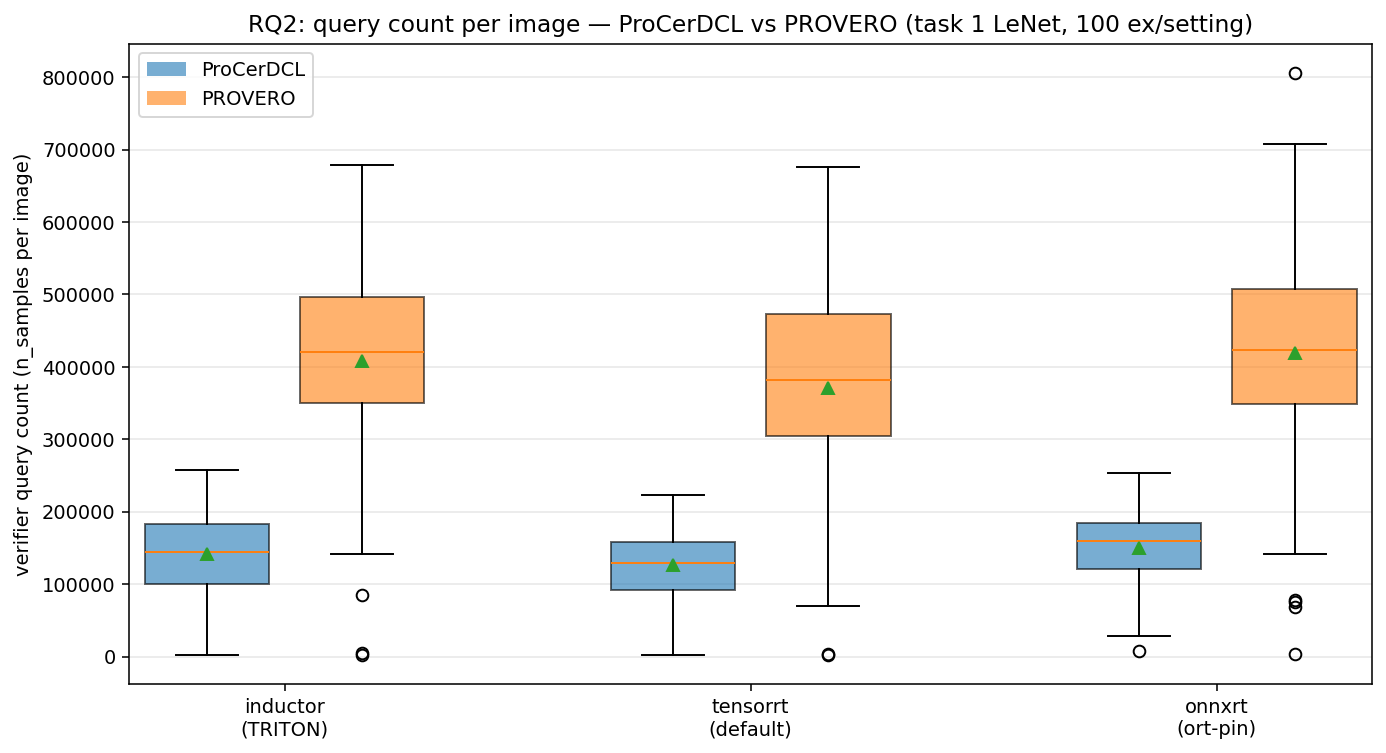 RQ2: query count per image — ProCerDCL vs PROVERO (task 1 LeNet, 100 ex/setting)
ProCerDCL
PROVERO
verifier query count (n_samples per image)
800000
700000
600000
500000
400000
300000
200000
100000
0
inductor
(TRITON)
tensorrt
(default)
onnxrt
(ort-pin)